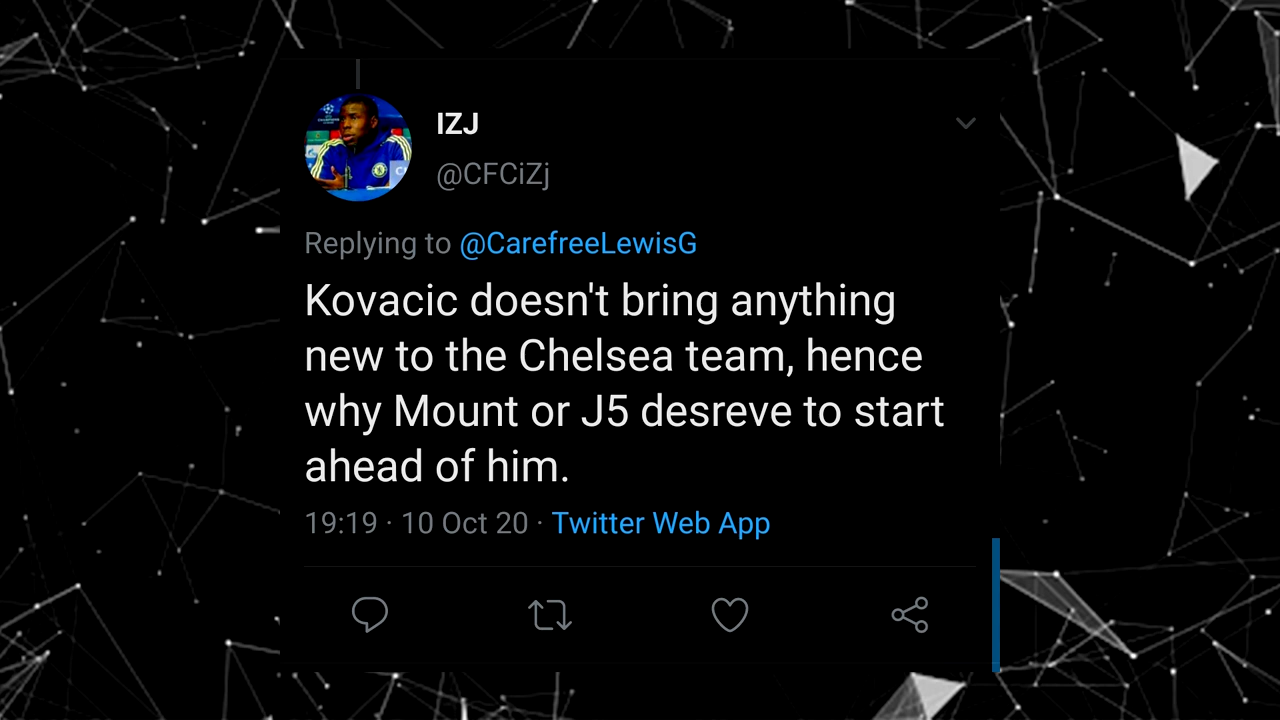 IZJ
@CFCiZj
Replying to @CarefreeLewisG
Kovacic doesn't bring anything
new to the Chelsea team, hence
why Mount or J5 desreve to start
ahead of him.
19:19 · 10 Oct 20 · Twitter Web App